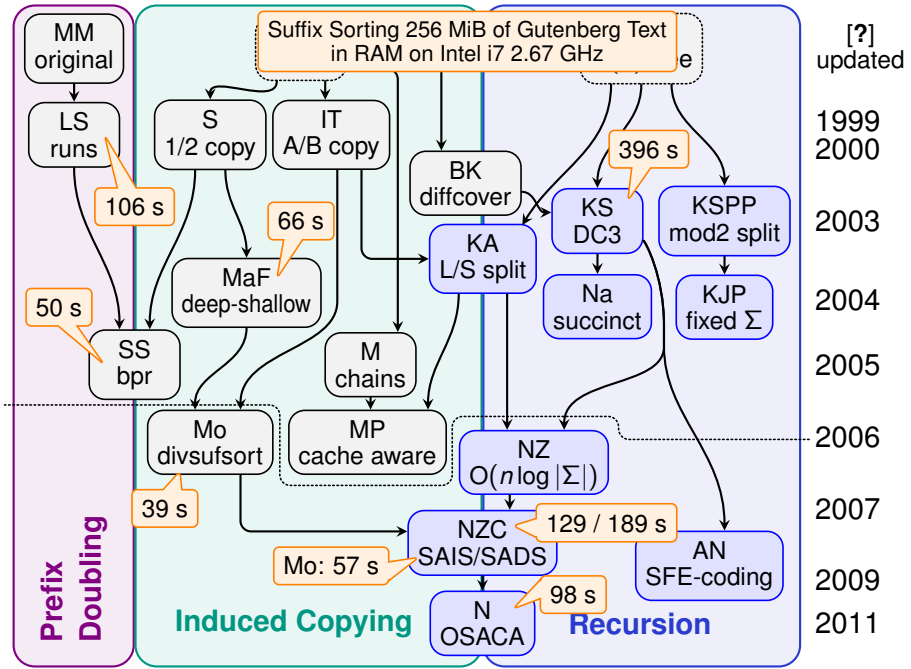 MM
original
Suffix Sorting 256 MiB of Gutenberg Text
in RAM on Intel i7 2.67 GHz
[?]
updated
LS
runs
S
1/2 copy
IT
A/B copy
1999
2000
BK
diffcover
396 s
106 s
66 s
KS
DC3
KSPP
mod2 split
2003
KA
L/S split
MaF
deep-shallow
Na
succinct
KJP
fixed Σ
2004
50 s
SS
bpr
M
chains
2005
Mo
divsufsort
MP
cache aware
NZ
O(n log |Σ|)
2006
39 s
2007
NZC
SAIS/SADS
129 / 189 s
Mo: 57 s
AN
SFE-coding
2009
N
OSACA
98 s
2011
Prefix
Doubling
Induced Copying
Recursion